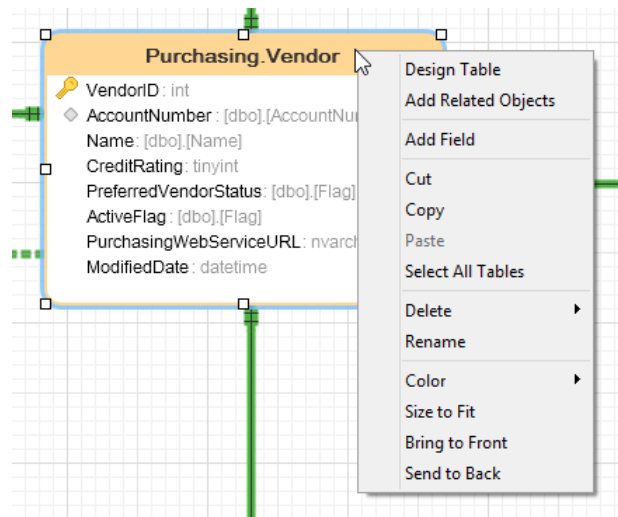 Purchasing.Vendor
VendorID : int
AccountNumber : [dbo].[AccountNu
Name : [dbo].[Name]
CreditRating : tinyint
PreferredVendorStatus : [dbo].[Flag]
ActiveFlag : [dbo].[Flag]
PurchasingWebServiceURL : nvarch
ModifiedDate : datetime
Design Table
Add Related Objects
Add Field
Cut
Copy
Paste
Select All Tables
Delete
Rename
Color
Size to Fit
Bring to Front
Send to Back